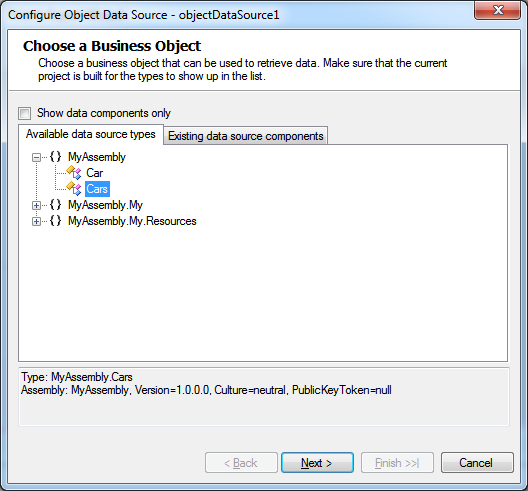 Configure Object Data Source - objectDataSource1
Choose a Business Object
Choose a business object that can be used to retrieve data. Make sure that the current
project is built for the types to show up in the list.
Show data components only
Available data source types
Existing data source components
{} MyAssembly
Car
Cars
{} MyAssembly.My
{} MyAssembly.My.Resources
Type: MyAssembly.Cars
Assembly: MyAssembly, Version=1.0.0.0, Culture=neutral, PublicKeyToken=null
< Back
Next >
Finish >>|
Cancel